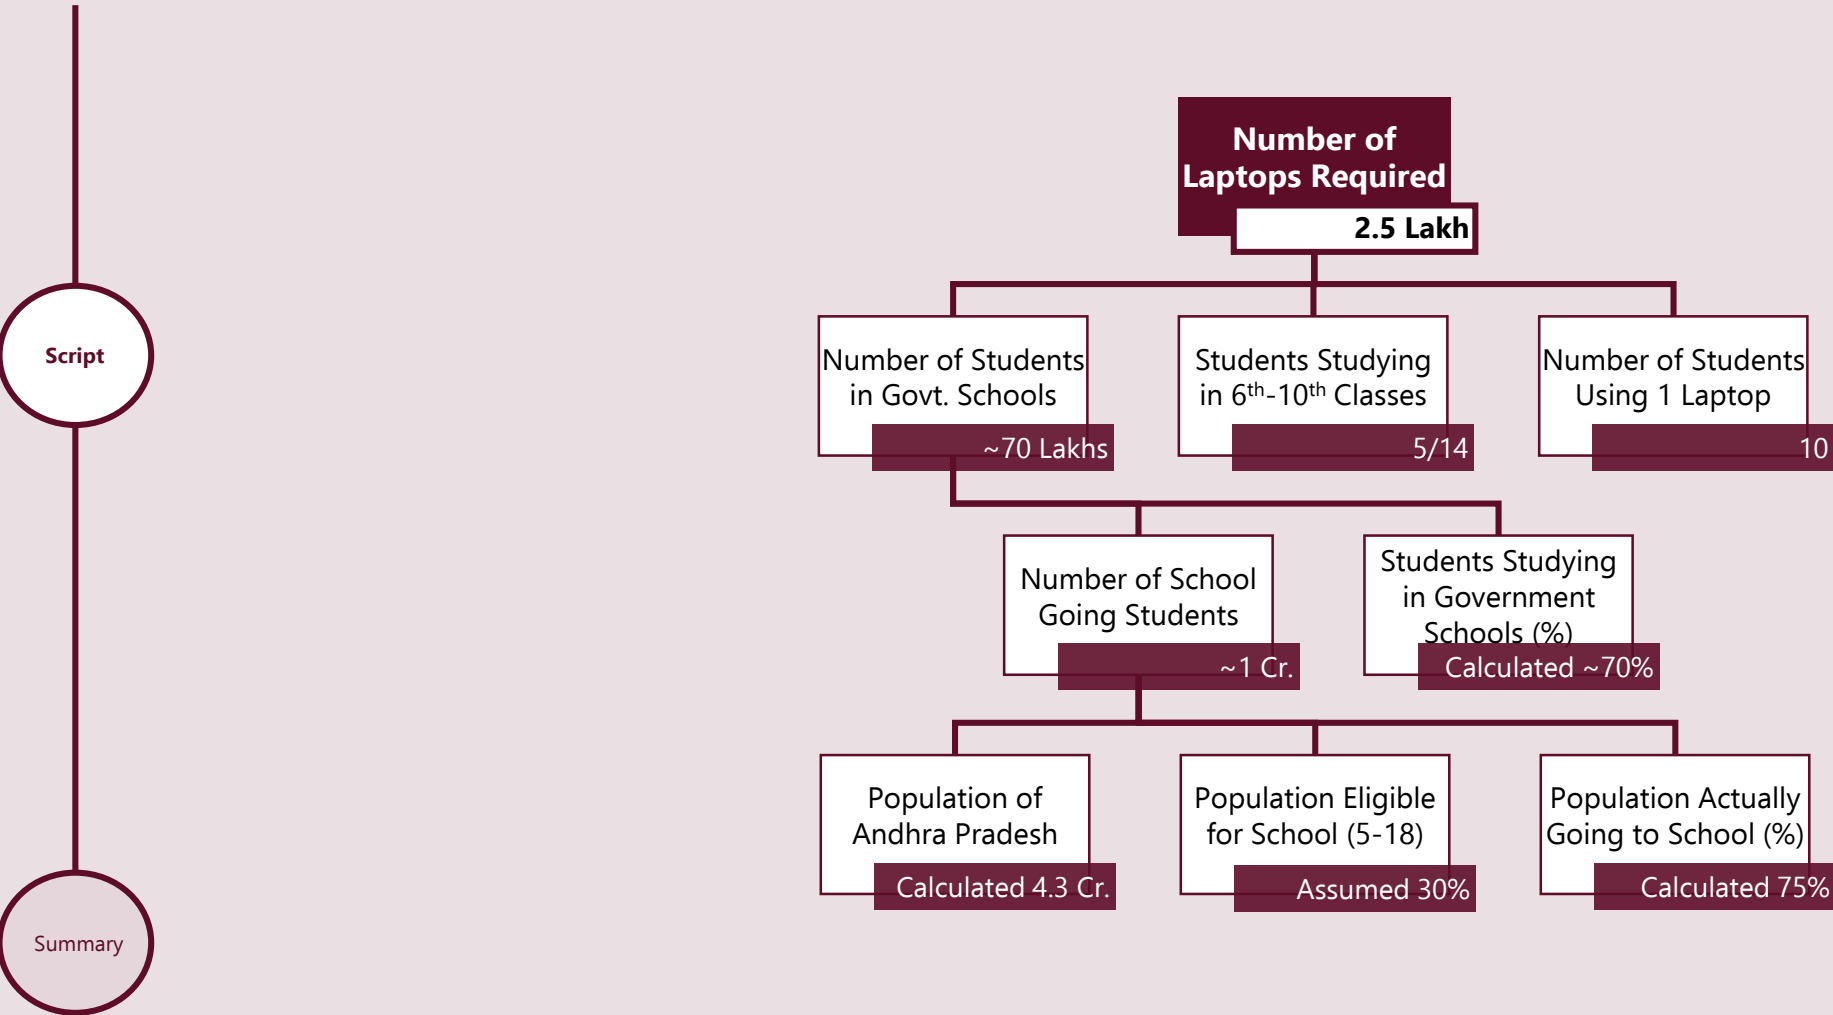 Number of
Laptops Required
2.5 Lakh
Script
Number of Students
in Govt. Schools
~70 Lakhs
Students Studying
in 6th-10th Classes
5/14
Number of Students
Using 1 Laptop
10
Number of School
Going Students
~1 Cr.
Students Studying
in Government
Schools (%)
Calculated ~70%
Population of
Andhra Pradesh
Calculated 4.3 Cr.
Population Eligible
for School (5-18)
Assumed 30%
Population Actually
Going to School (%)
Calculated 75%
Summary